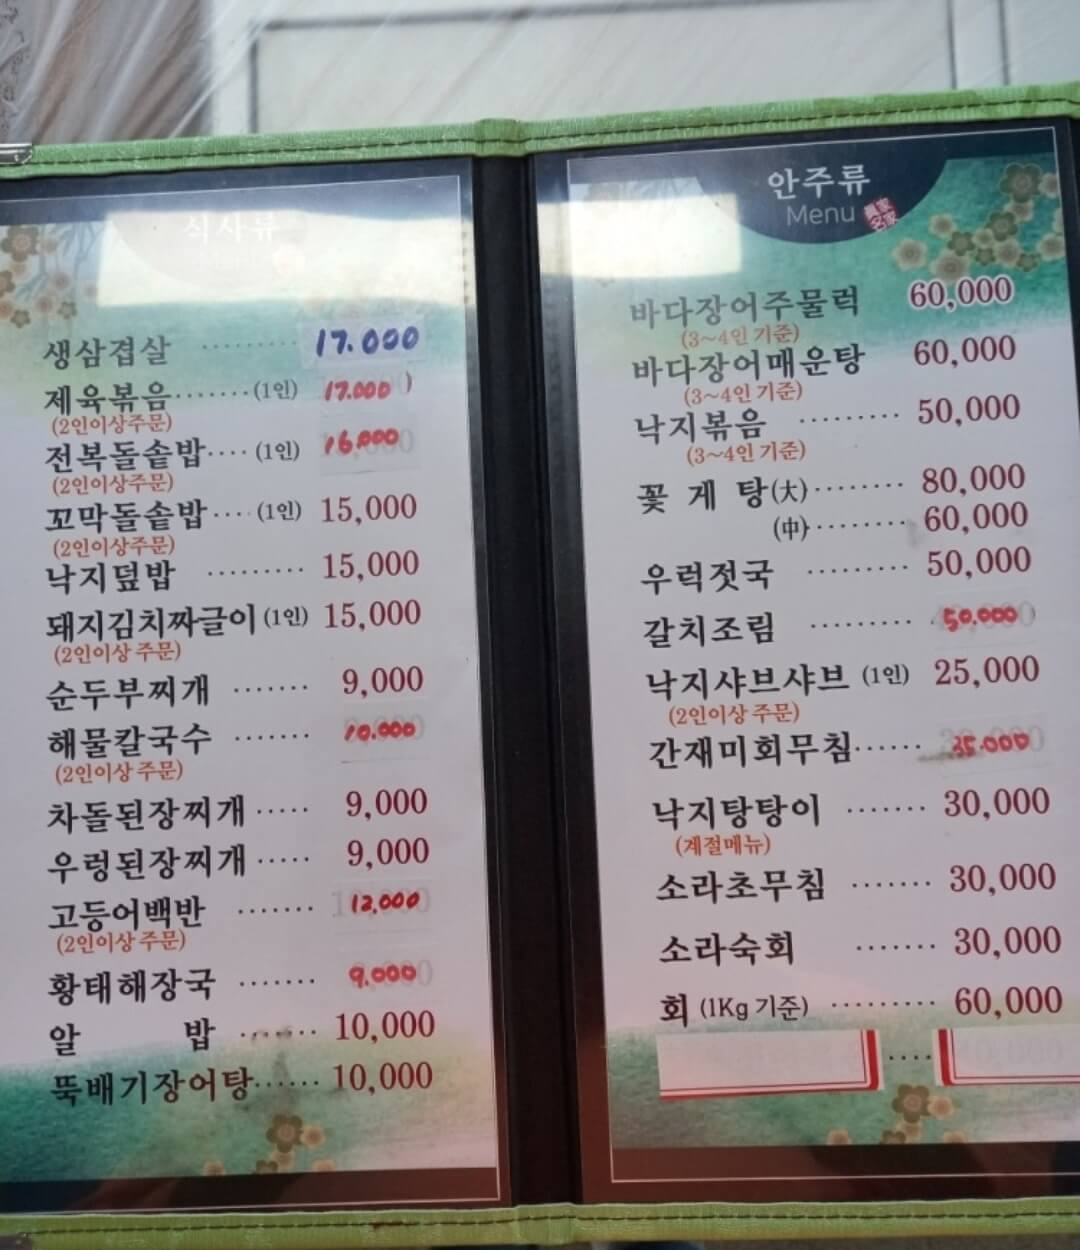 식사류
생삼겹살 ········ 17.000
제육볶음·······(1인) 17.000
(2인이상주문)
전복돌솥밥····(1인) 16.000
(2인이상주문)
꼬막돌솥밥····(1인) 15,000
(2인이상주문)
낙지덮밥 ········· 15,000
돼지김치짜글이(1인) 15,000
(2인이상 주문)
순두부찌개 ······· 9,000
해물칼국수 ······· 10.000
(2인이상 주문)
차돌된장찌개 ····· 9,000
우렁된장찌개 ····· 9,000
고등어백반 ······· 12,000
(2인이상 주문)
황태해장국 ······· 9.000
알 밥 ······· 10,000
뚝배기장어탕······ 10,000
안주류
Menu
바다장어주물럭 60,000
(3~4인 기준)
바다장어매운탕 60,000
(3~4인 기준)
낙지볶음 ········· 50,000
(3~4인 기준)
꽃 게 탕(大)········ 80,000
(中)········· 60,000
우럭젓국 ········· 50,000
갈치조림 ········· 50.000
낙지샤브샤브 (1인) 25,000
(2인이상 주문)
간재미회무침······ 35.000
낙지탕탕이 ······· 30,000
(계절메뉴)
소라초무침 ······· 30,000
소라숙회 ······· 30,000
회 (1Kg 기준) ········· 60,000